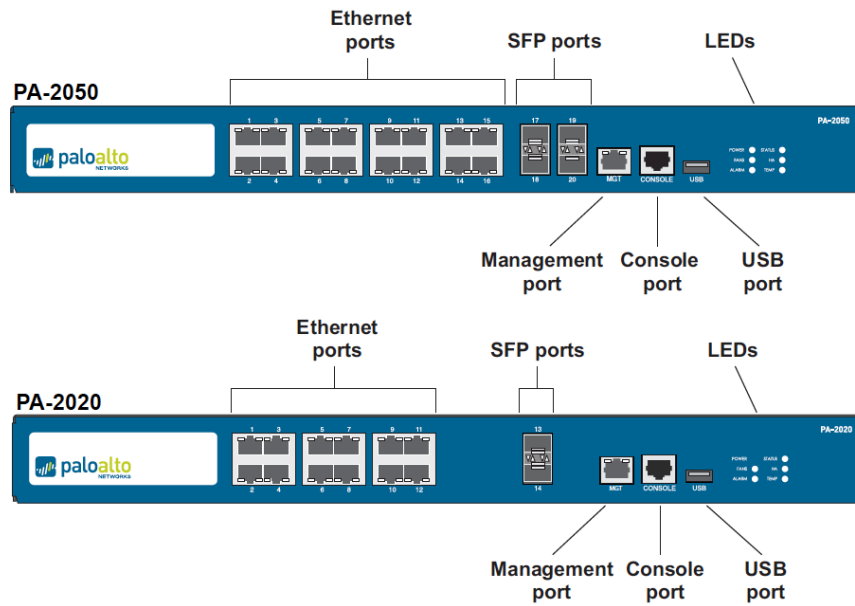 Ethernet
ports
SFP ports
LEDs
PA-2050
1 3 5 7 9 11 13 15 17 19
PA-2050
paloalto
NETWORKS
POWER STATUS
FANS HA
ALARM TEMP
2 4 6 8 10 12 14 16 18 20 MGT CONSOLE USB
Management
port
Console
port
USB
port
Ethernet
ports
SFP ports
LEDs
PA-2020
1 3 5 7 9 11 13
PA-2020
paloalto
NETWORKS
POWER STATUS
FANS HA
ALARM TEMP
2 4 6 8 10 12 14 MGT CONSOLE USB
Management
port
Console
port
USB
port